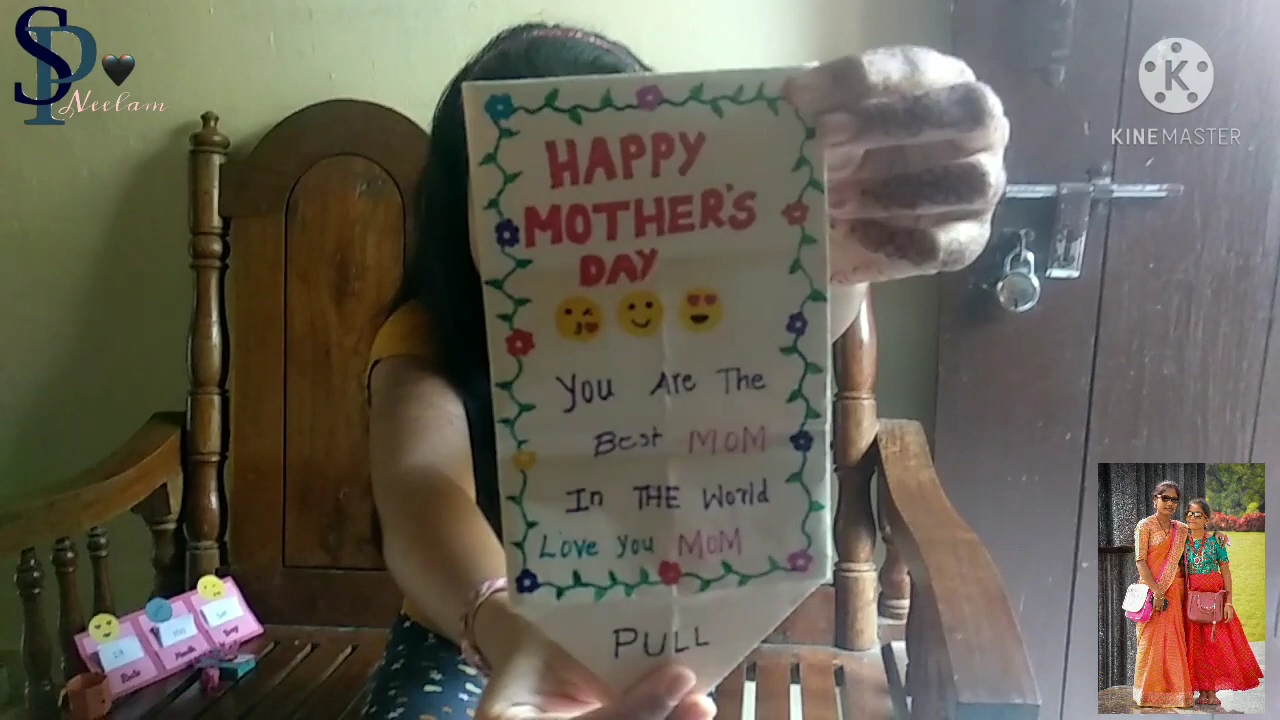 SP
Neelam
K
KINEMASTER
HAPPY
MOTHER'S
DAY
You Are The
Best MOM
In THE World
Love You MOM
PULL